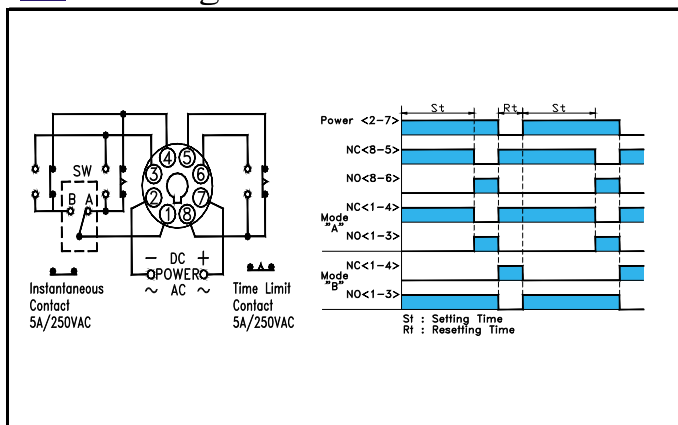 SW
B A
1 2 3 4 5 6 7 8
− DC +
POWER
~ AC ~
Instantaneous
Contact
5A/250VAC
Time Limit
Contact
5A/250VAC
St Rt St
Power <2-7>
NC<8-5>
NO<8-6>
Mode "A"
NC<1-4>
NO<1-3>
Mode "B"
NC<1-4>
NO<1-3>
St : Setting Time
Rt : Resetting Time